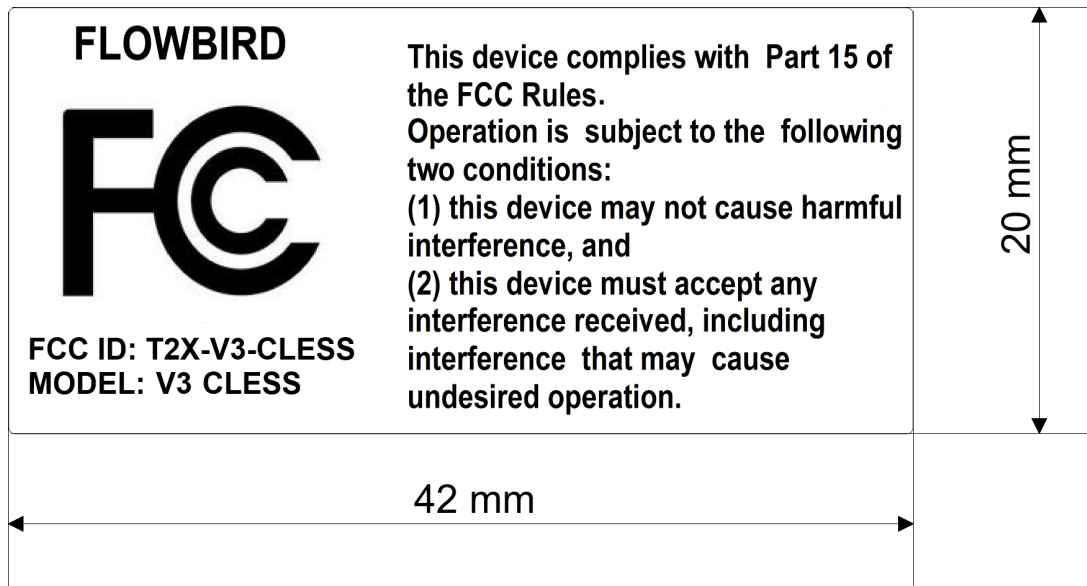 FLOWBIRD
FC
FCC ID: T2X-V3-CLESS
MODEL: V3 CLESS
This device complies with Part 15 of
the FCC Rules.
Operation is subject to the following
two conditions:
(1) this device may not cause harmful
interference, and
(2) this device must accept any
interference received, including
interference that may cause
undesired operation.
20 mm
42 mm